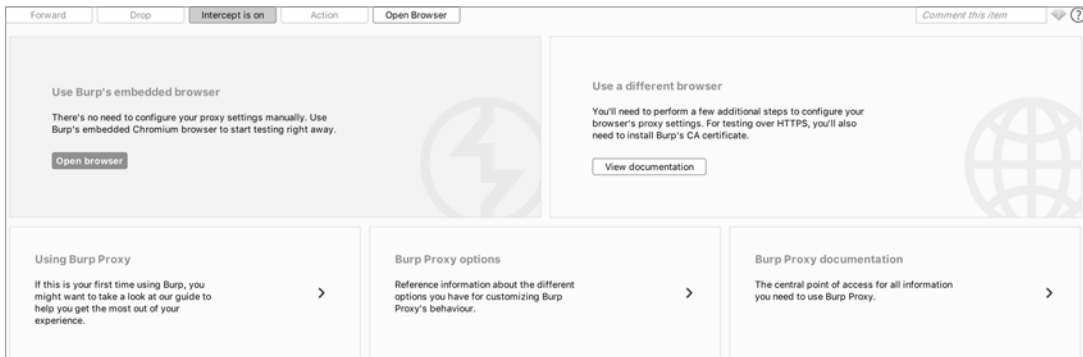 Forward Drop Intercept is on Action Open Browser Comment this item ?
Use Burp's embedded browser
There's no need to configure your proxy settings manually. Use
Burp's embedded Chromium browser to start testing right away.
Open browser
Use a different browser
You'll need to perform a few additional steps to configure your
browser's proxy settings. For testing over HTTPS, you'll also
need to install Burp's CA certificate.
View documentation
Using Burp Proxy
If this is your first time using Burp, you
might want to take a look at our guide to
help you get the most out of your
experience.
Burp Proxy options
Reference information about the different
options you have for customizing Burp
Proxy's behaviour.
Burp Proxy documentation
The central point of access for all information
you need to use Burp Proxy.